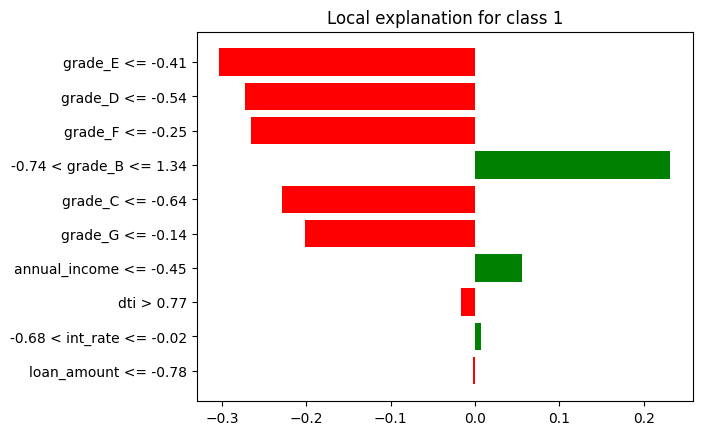 Local explanation for class 1
grade_E <= -0.41
grade_D <= -0.54
grade_F <= -0.25
-0.74 < grade_B <= 1.34
grade_C <= -0.64
grade_G <= -0.14
annual_income <= -0.45
dti > 0.77
-0.68 < int_rate <= -0.02
loan_amount <= -0.78
−0.3 −0.2 −0.1 0.0 0.1 0.2